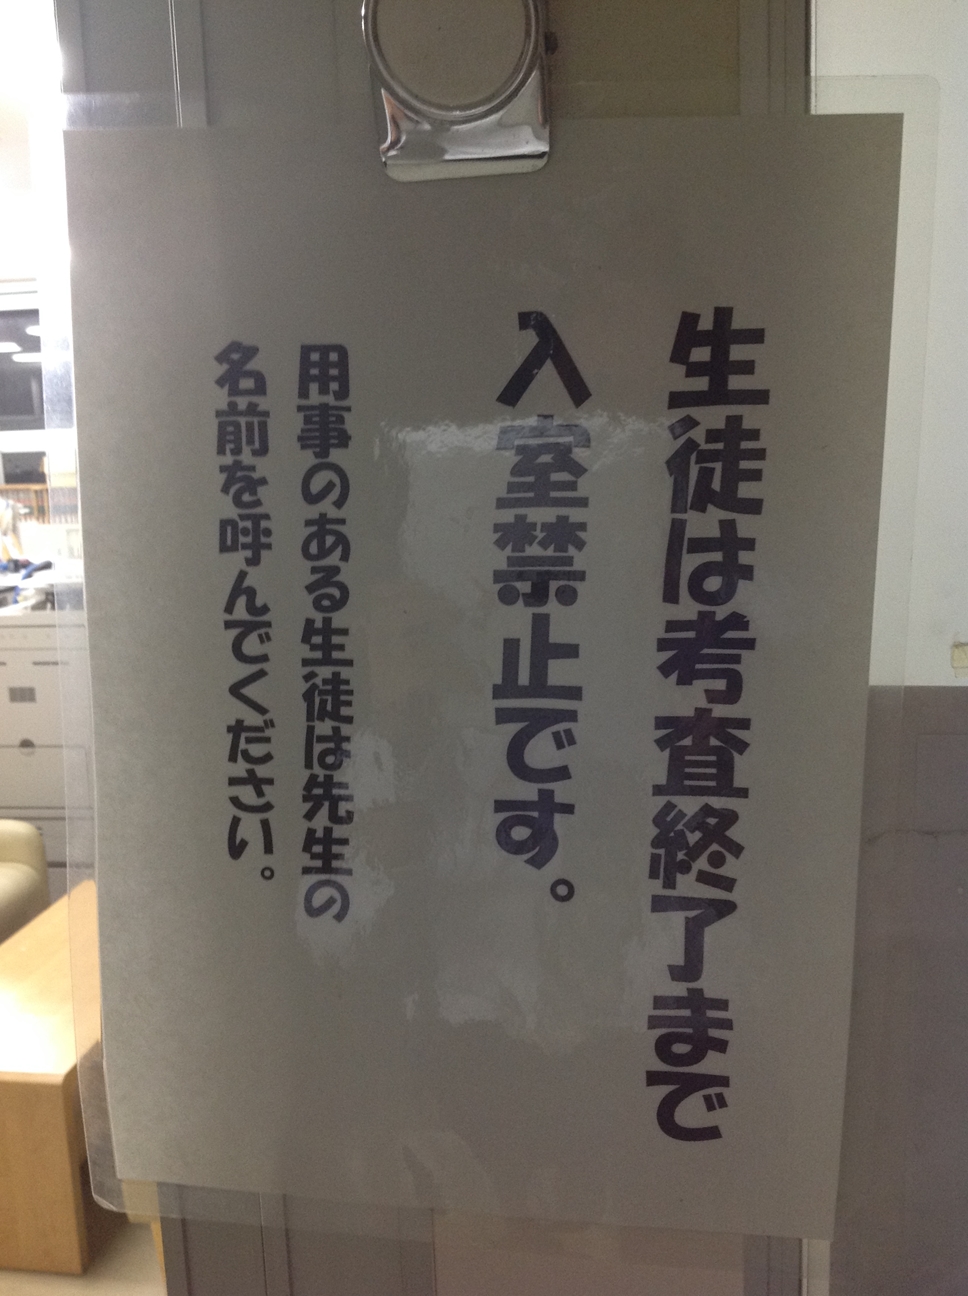 生徒は考査終了まで
入室禁止です。
用事のある生徒は先生の
名前を呼んでください。